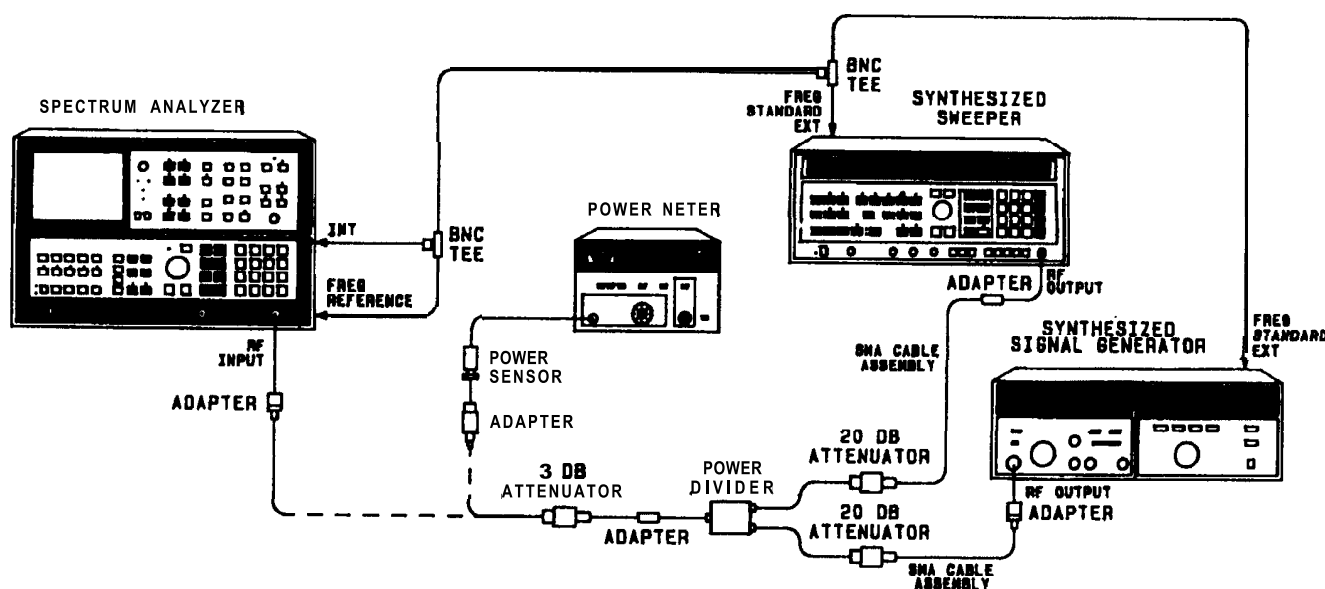 SPECTRUM ANALYZER
BNC
TEE
FREQ
STANDARD
EXT
SYNTHESIZED
SWEEPER
POWER NETER
INT
BNC
TEE
FREQ
REFERENCE
RF
INPUT
ADAPTER
POWER
SENSOR
ADAPTER
ADAPTER
RF
OUTPUT
SMA CABLE
ASSEMBLY
SYNTHESIZED
SIGNAL GENERATOR
FREQ
STANDARD
EXT
3 DB
ATTENUATOR
ADAPTER
POWER
DIVIDER
20 DB
ATTENUATOR
20 DB
ATTENUATOR
SMA CABLE
ASSEMBLY
RF OUTPUT
ADAPTER